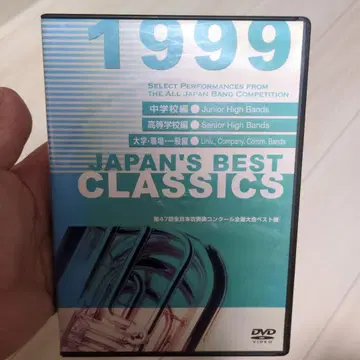 1999
SELECT PERFORMANCES FROM
THE ALL JAPAN BAND COMPETITION
中学校編 ● Junior High Bands
高等学校編 ● Senior High Bands
大学・職場・一般編 ● Univ., Company, Comm. Bands
JAPAN'S BEST
CLASSICS
第47回全日本吹奏楽コンクール全国大会ベスト盤
DVD
VIDEO